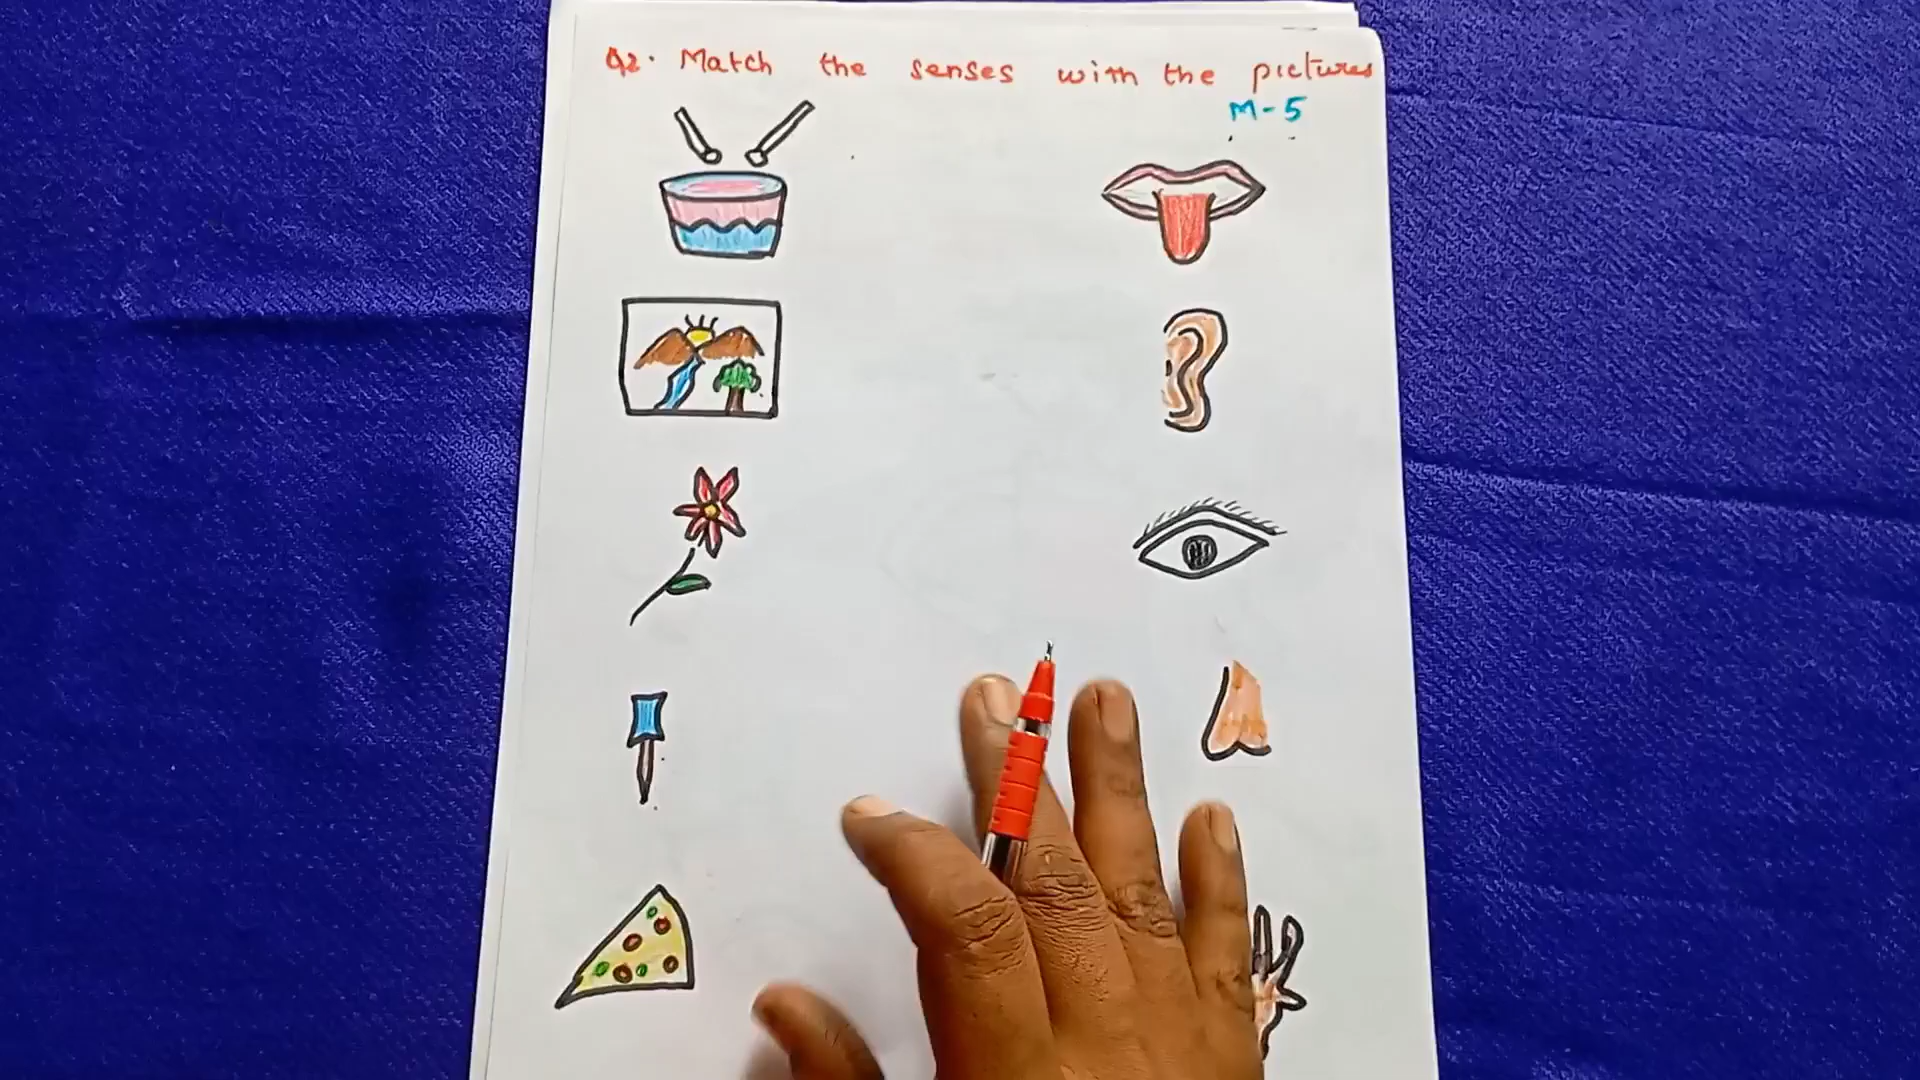 Q2. Match the senses with the pictures
M-5